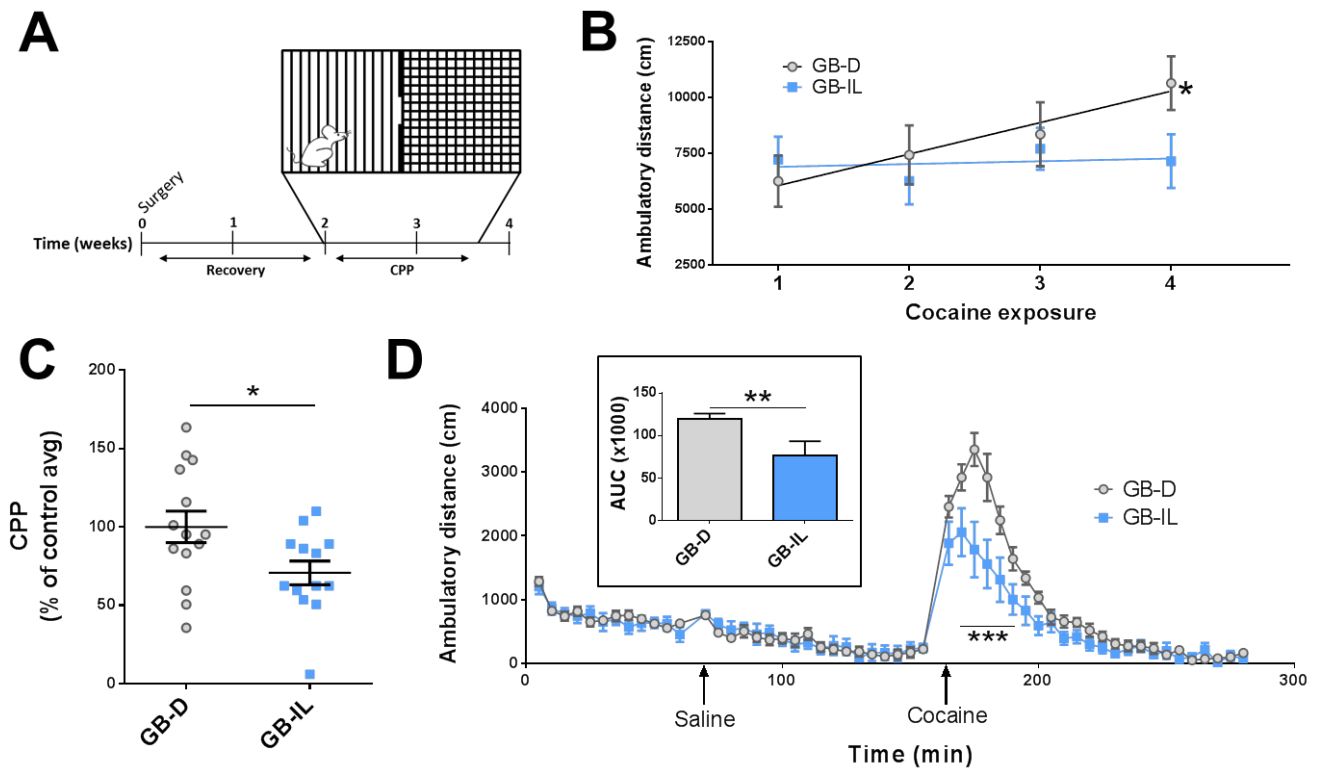 A
Surgery
0 1 2 3 4
Time (weeks)
Recovery CPP
B
Ambulatory distance (cm)
12500
10000
7500
5000
2500
GB-D
GB-IL
*
1 2 3 4
Cocaine exposure
C
CPP
(% of control avg)
200
150
100
50
0
*
GB-D GB-IL
D
Ambulatory distance (cm)
4000
3000
2000
1000
0
AUC (x1000)
150
100
50
0
**
GB-D GB-IL
GB-D
GB-IL
***
0 100 200 300
Saline Cocaine
Time (min)